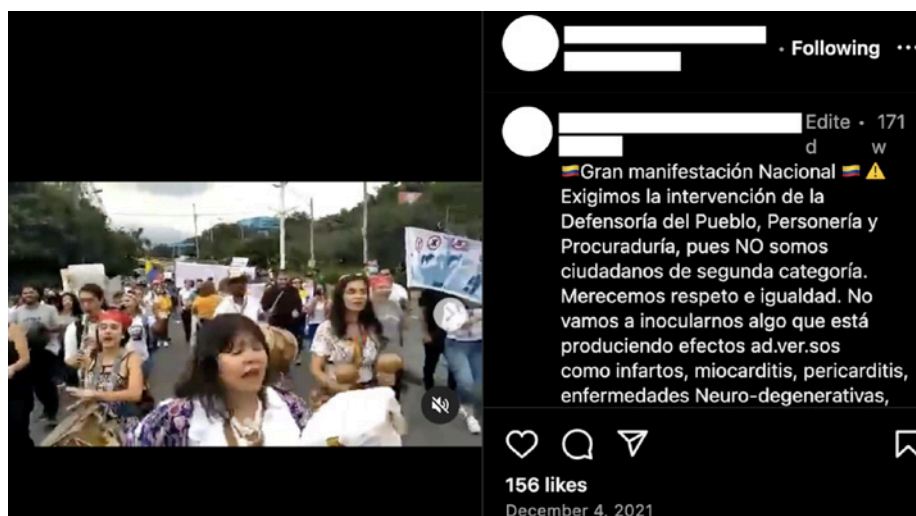 Following
Edite • 171
d w
🇨🇴Gran manifestación Nacional 🇨🇴 ⚠️
Exigimos la intervención de la
Defensoría del Pueblo, Personería y
Procuraduría, pues NO somos
ciudadanos de segunda categoría.
Merecemos respeto e igualdad. No
vamos a inocularnos algo que está
produciendo efectos ad.ver.sos
como infartos, miocarditis, pericarditis,
enfermedades Neuro-degenerativas,
156 likes
December 4, 2021